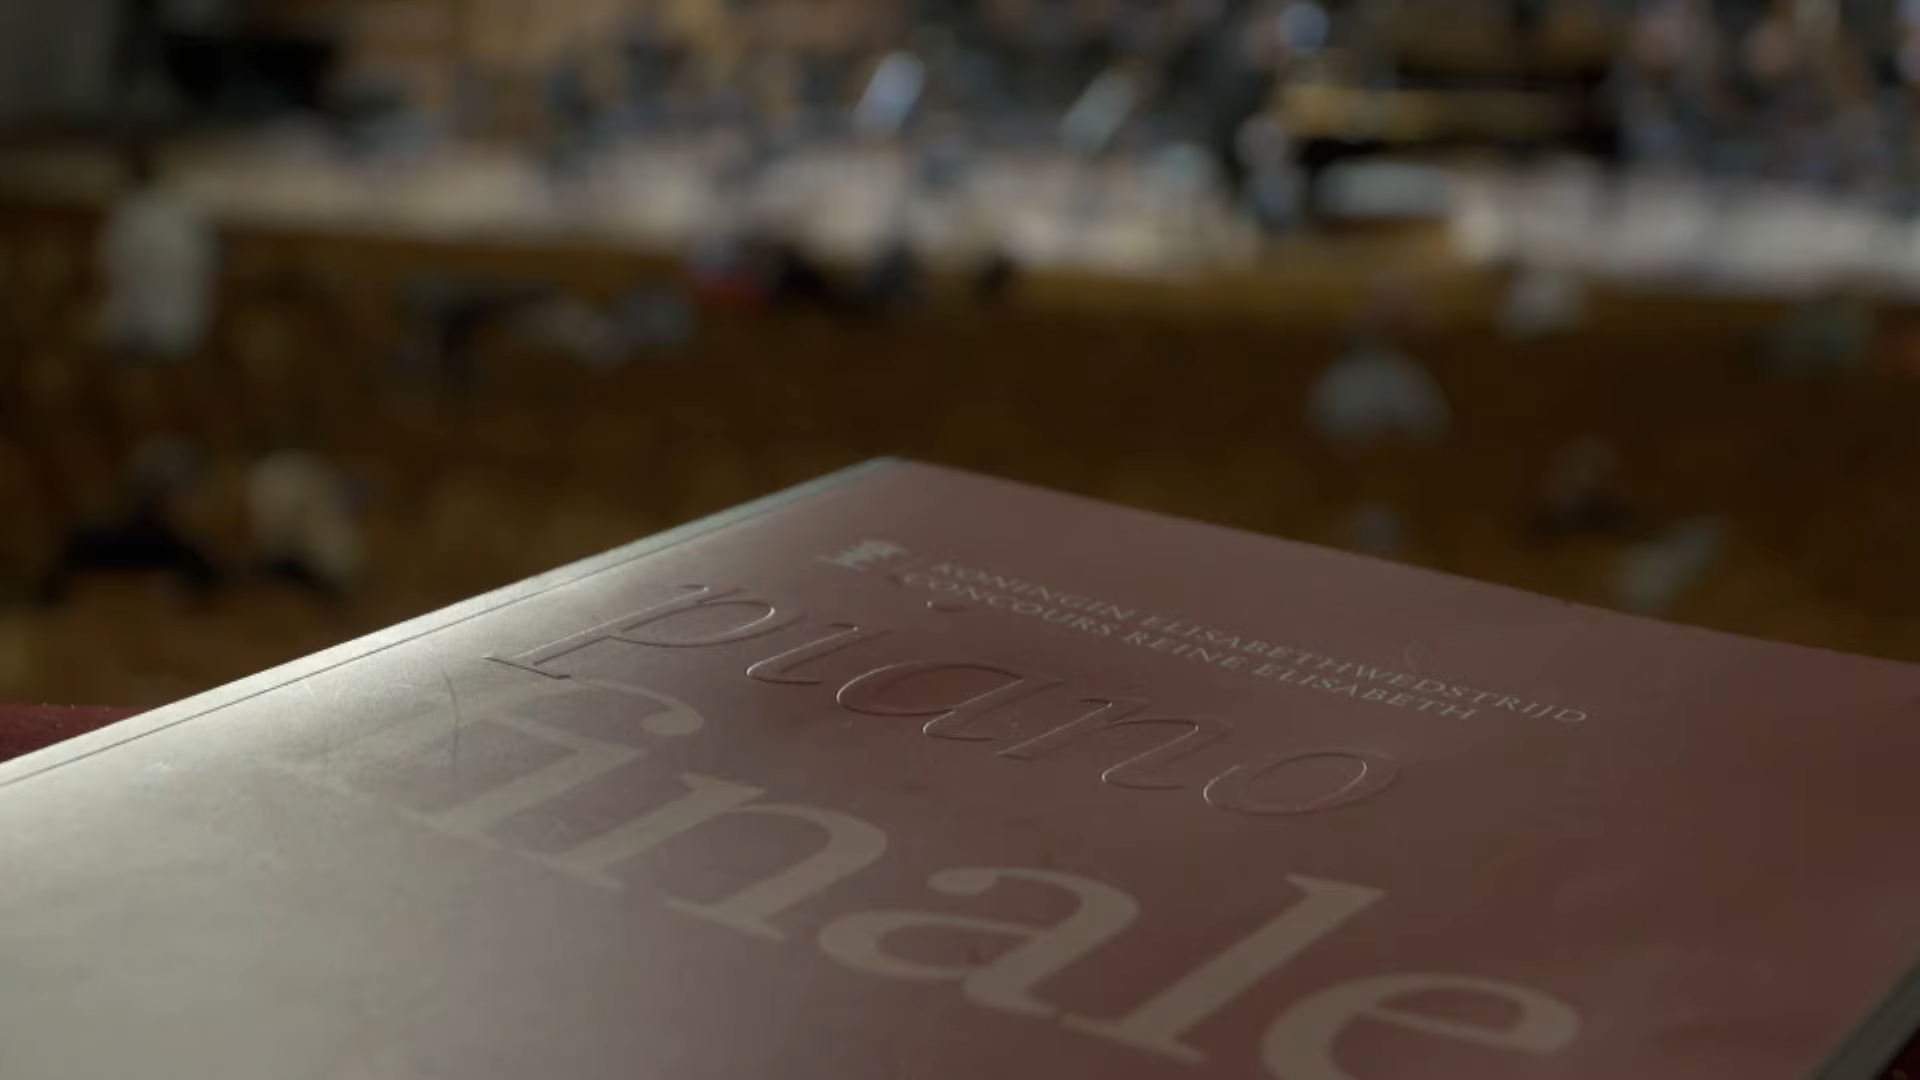 KONINGIN ELISABETHWEDSTRIJD
CONCOURS REINE ELISABETH
piano
finale